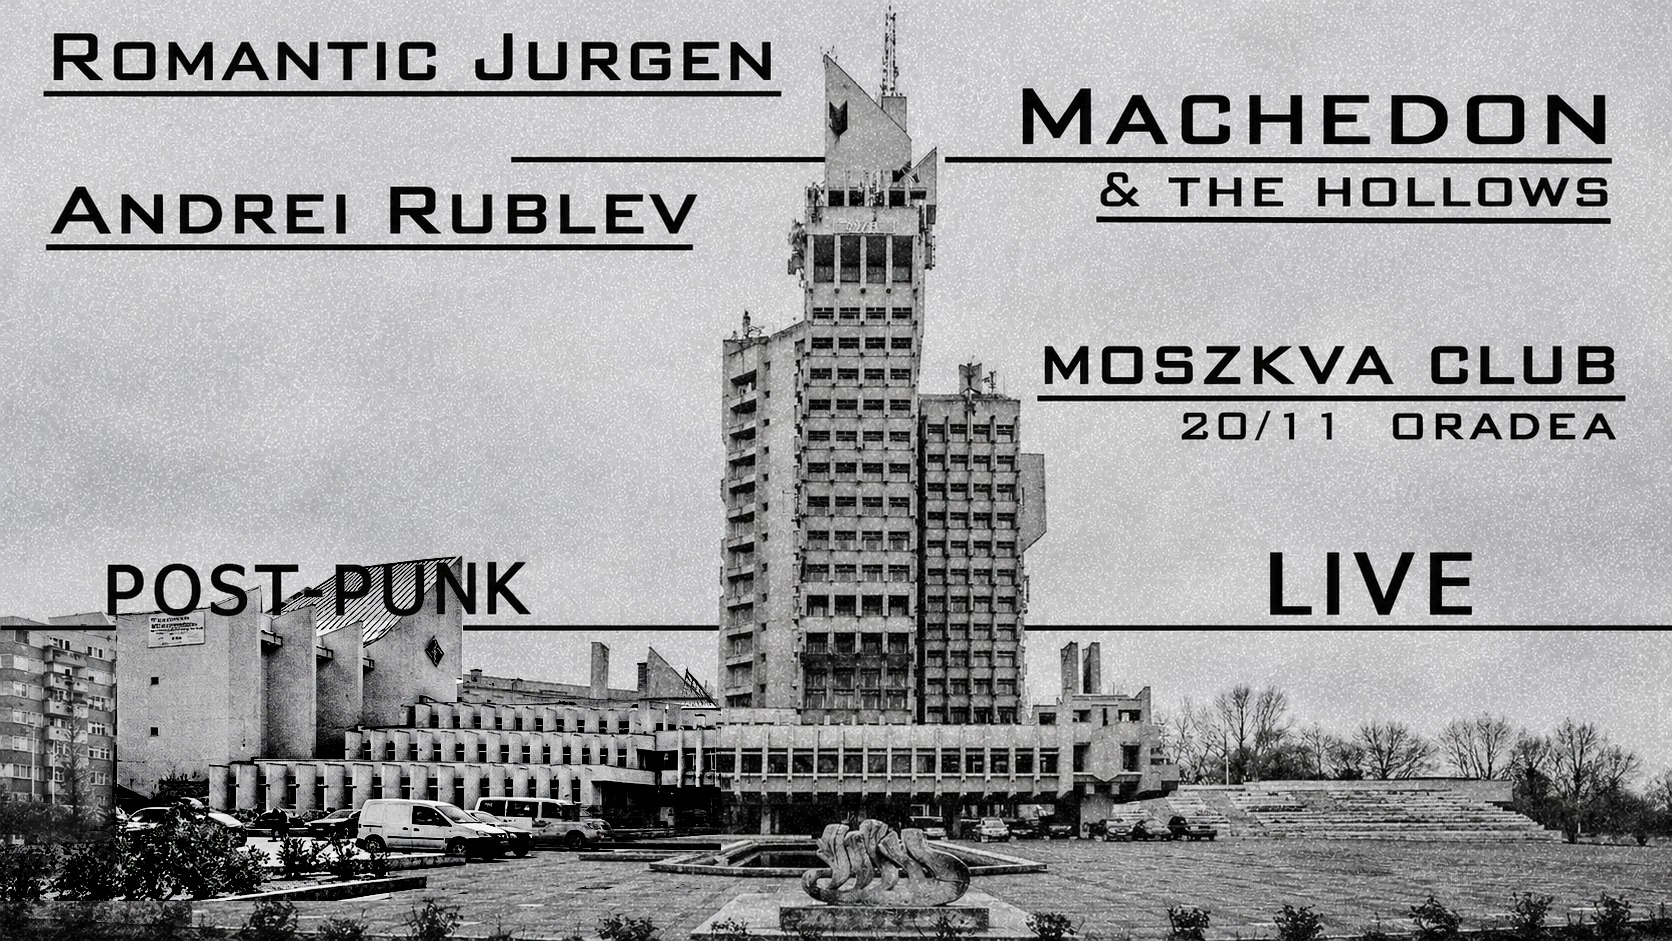 ROMANTIC JURGEN
ANDREI RUBLEV
MACHEDON
& THE HOLLOWS
MOSZKVA CLUB
20/11 ORADEA
POST-PUNK
LIVE